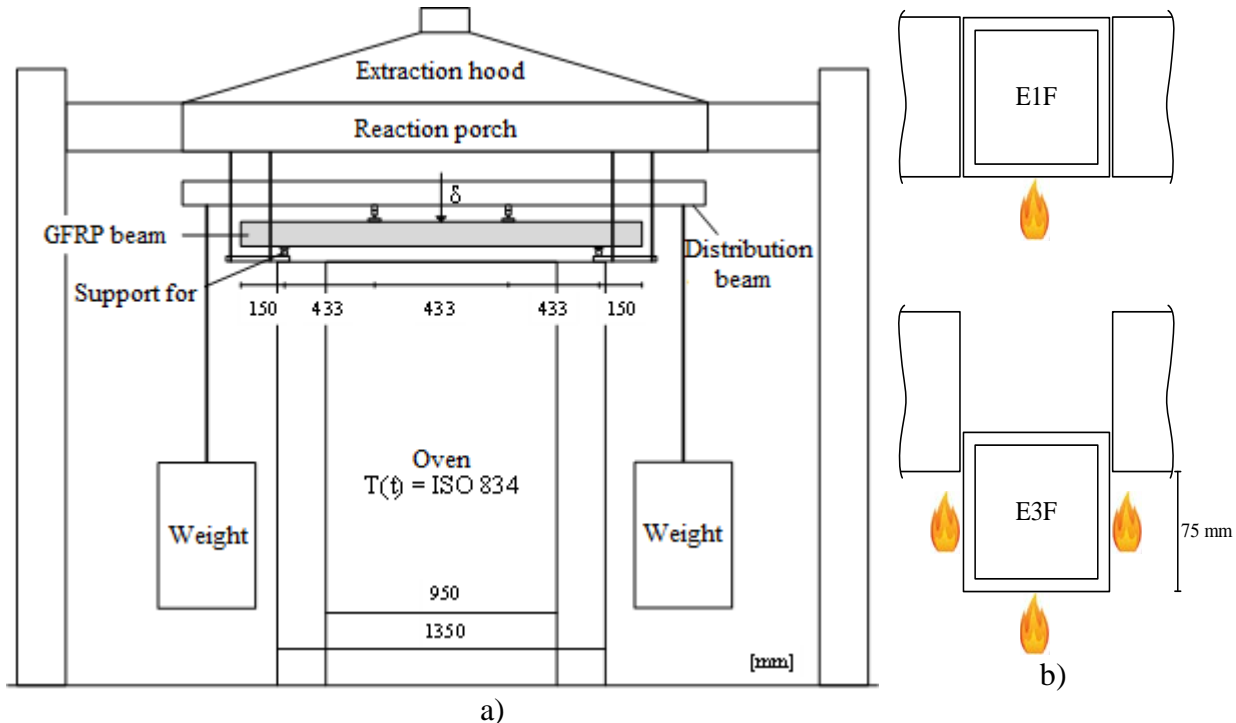 Extraction hood
Reaction porch
δ
GFRP beam
Distribution
beam
Support for
150 433 433 433 150
Oven
T(t) = ISO 834
Weight
Weight
950
1350
[mm]
a)
E1F
E3F
75 mm
b)